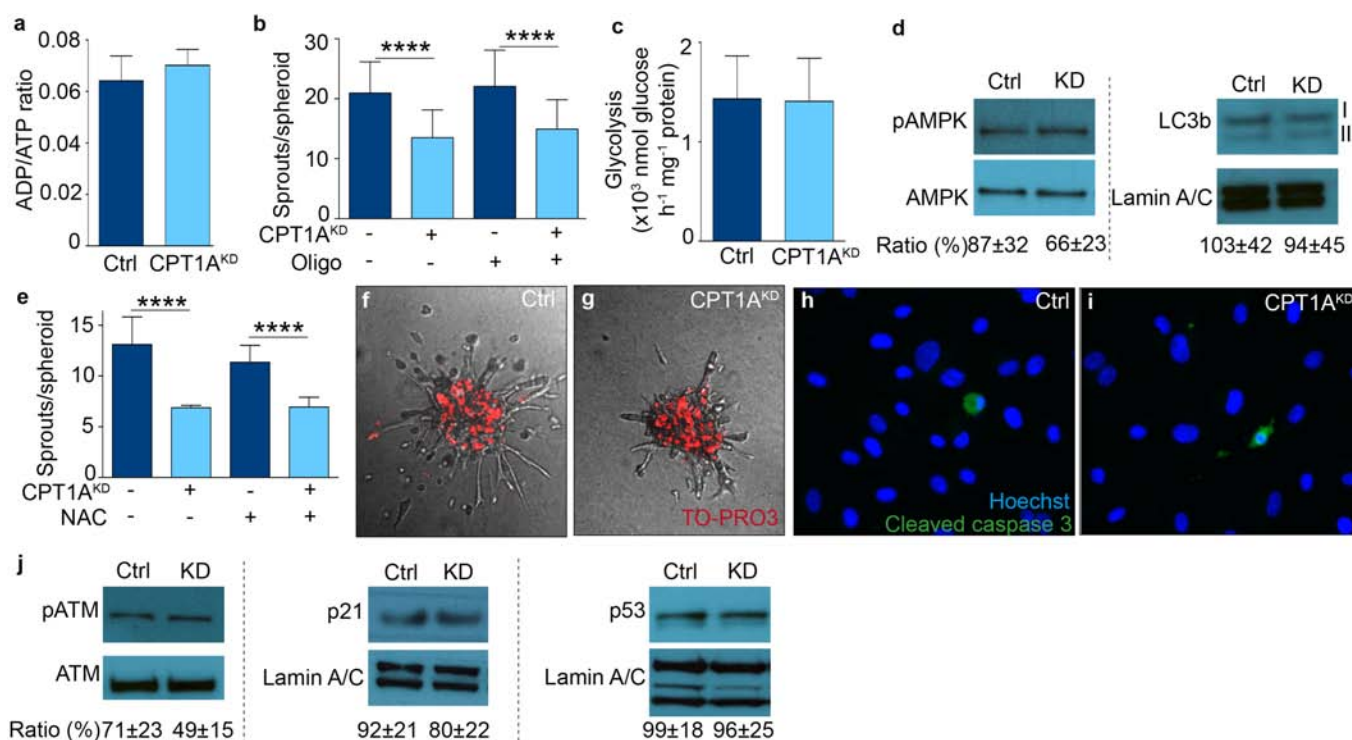 a
0.08
0.06
0.04
0.02
0
ADP/ATP ratio
Ctrl CPT1A^KD
b
30
20
10
0
Sprouts/spheroid
****
****
CPT1A^KD - + - +
Oligo - - + +
c
2
1
0
Glycolysis
(x10³ nmol glucose
h⁻¹ mg⁻¹ protein)
Ctrl CPT1A^KD
d
Ctrl KD
pAMPK
AMPK
Ratio (%) 87±32 66±23
Ctrl KD
LC3b
I
II
Lamin A/C
103±42 94±45
e
15
10
5
0
Sprouts/spheroid
****
****
CPT1A^KD - + - +
NAC - - + +
f
Ctrl
g
CPT1A^KD
TO-PRO3
h
Ctrl
Hoechst
Cleaved caspase 3
i
CPT1A^KD
j
Ctrl KD
pATM
ATM
Ratio (%) 71±23 49±15
Ctrl KD
p21
Lamin A/C
92±21 80±22
Ctrl KD
p53
Lamin A/C
99±18 96±25